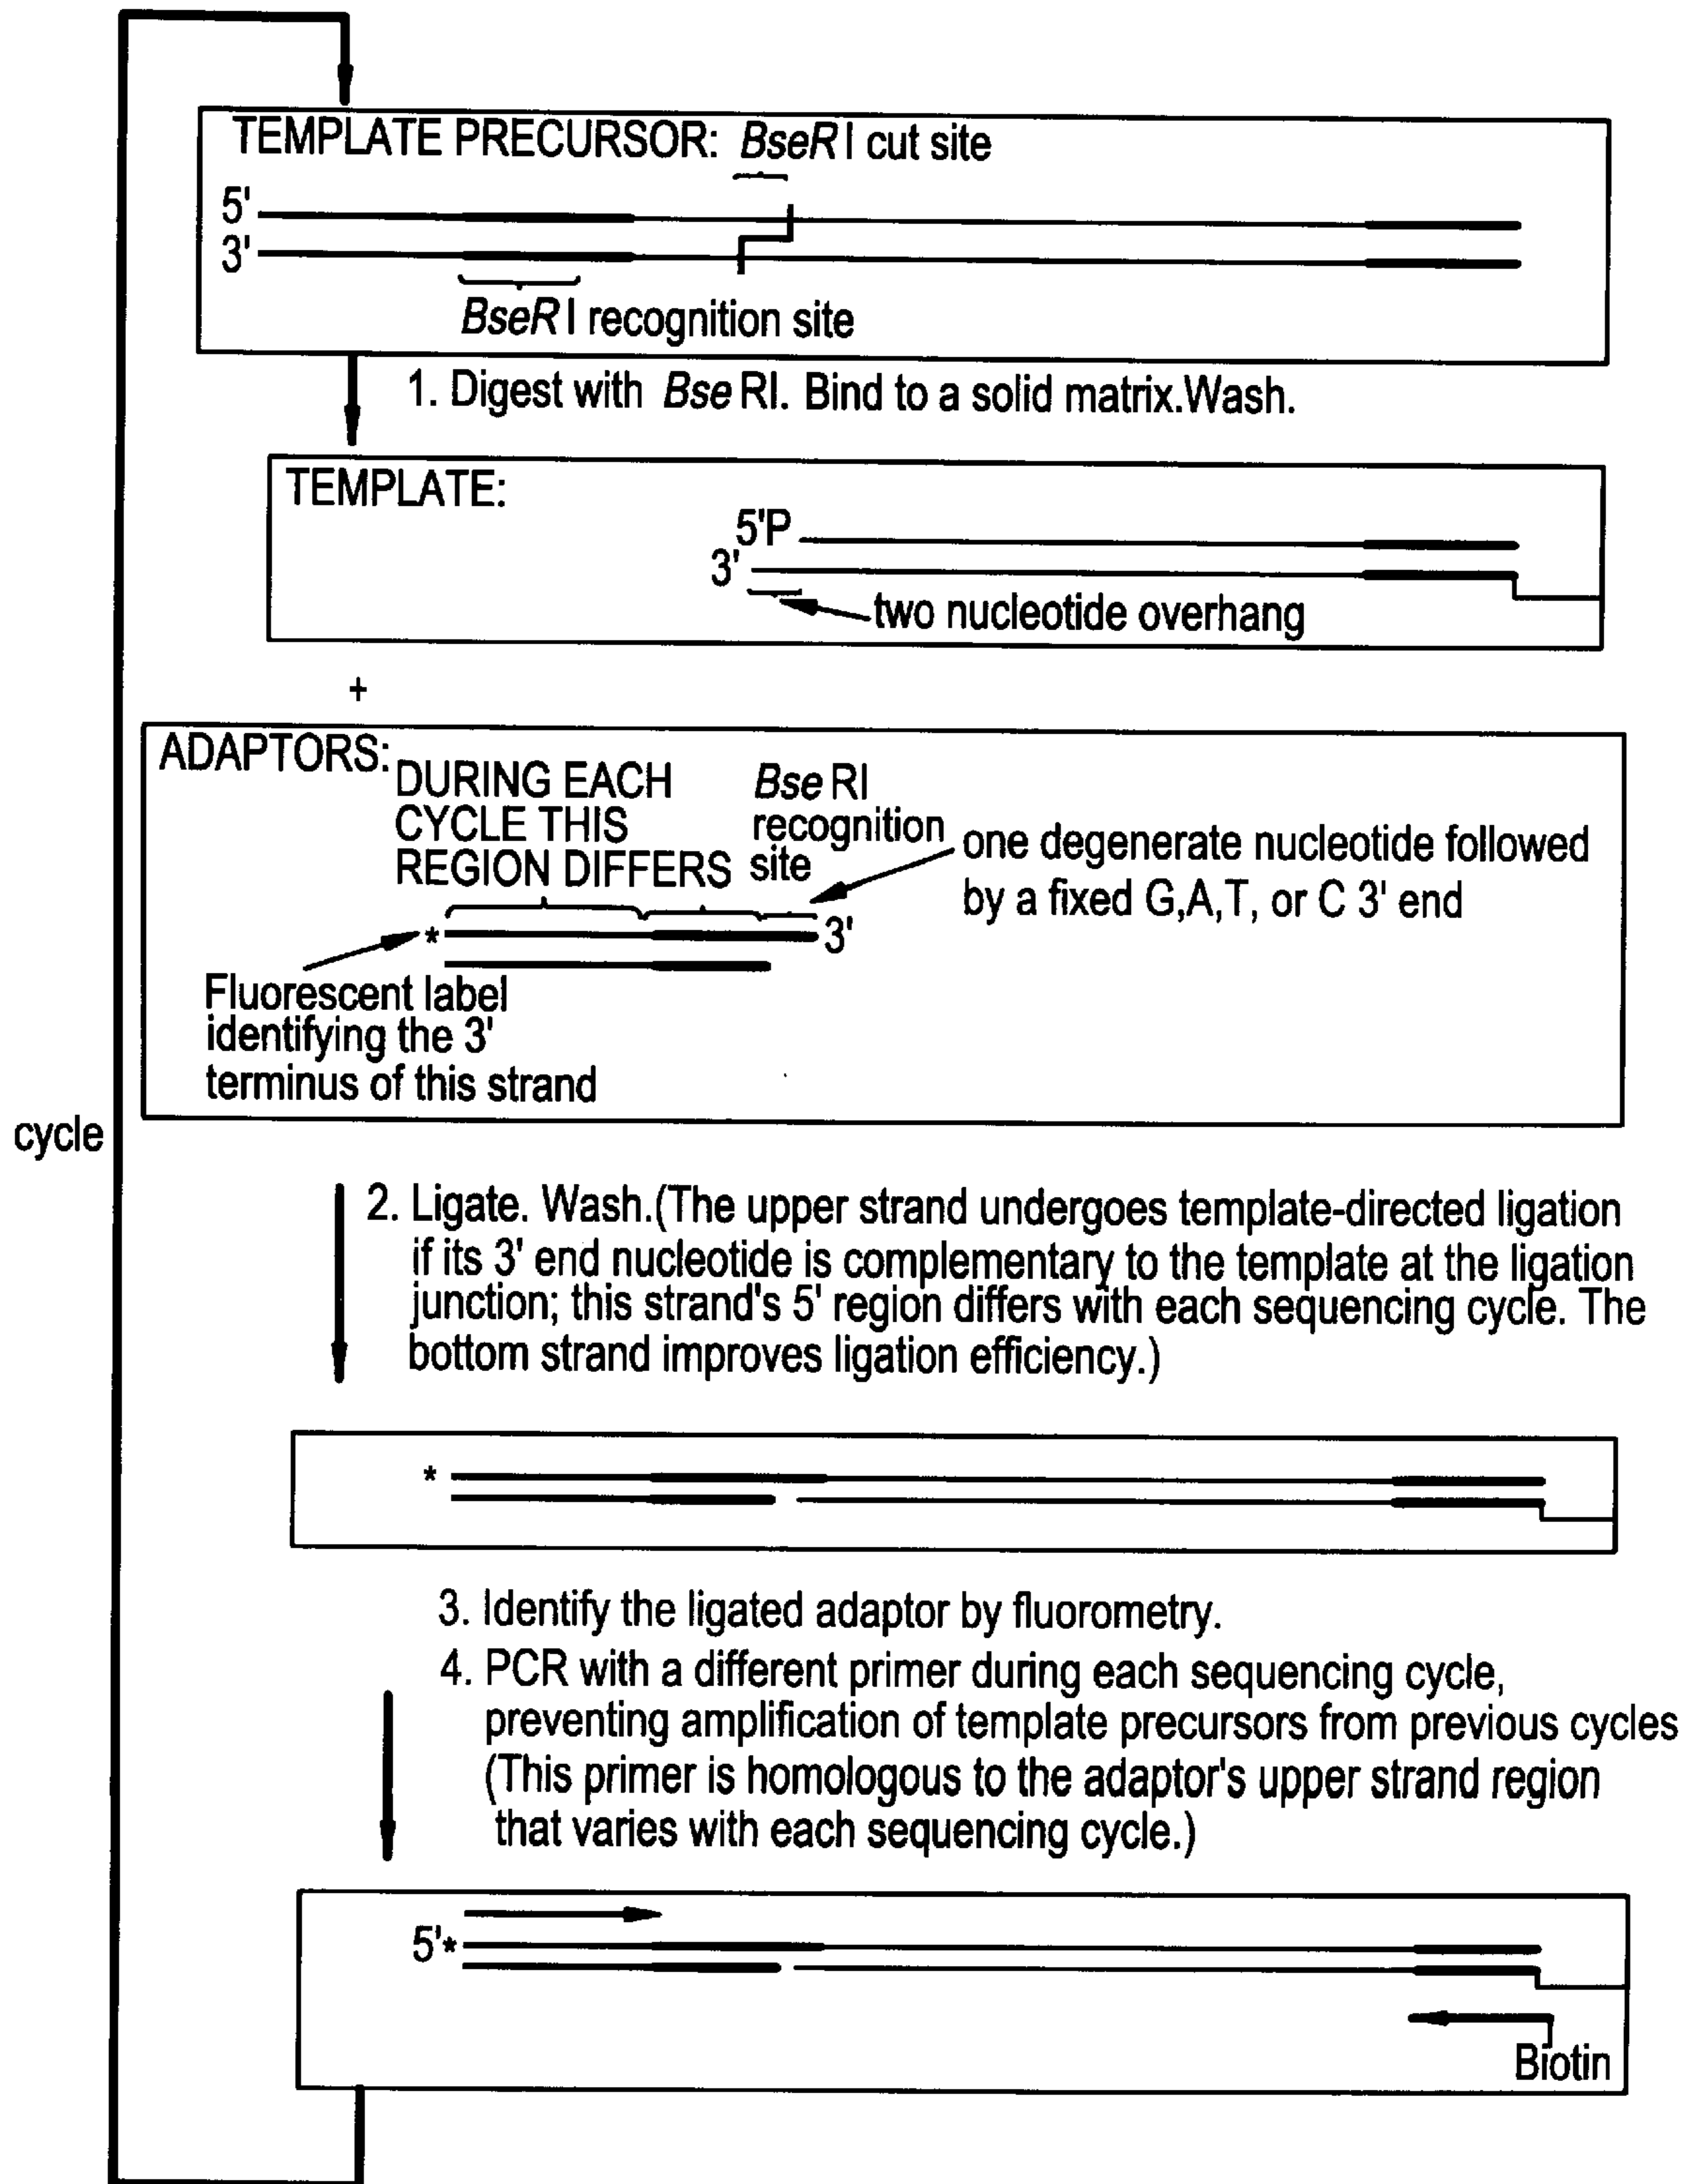 TEMPLATE PRECURSOR: BseRI cut site
5'
3'
BseRI recognition site
1. Digest with Bse RI. Bind to a solid matrix.Wash.
TEMPLATE:
5'P
3'
two nucleotide overhang
+
ADAPTORS:
DURING EACH
CYCLE THIS
REGION DIFFERS
Bse RI
recognition
site
one degenerate nucleotide followed
by a fixed G,A,T, or C 3' end
*
3'
Fluorescent label
identifying the 3'
terminus of this strand
cycle
2. Ligate. Wash.(The upper strand undergoes template-directed ligation
if its 3' end nucleotide is complementary to the template at the ligation
junction; this strand's 5' region differs with each sequencing cycle. The
bottom strand improves ligation efficiency.)
*
3. Identify the ligated adaptor by fluorometry.
4. PCR with a different primer during each sequencing cycle,
preventing amplification of template precursors from previous cycles
(This primer is homologous to the adaptor's upper strand region
that varies with each sequencing cycle.)
5'*
Biotin